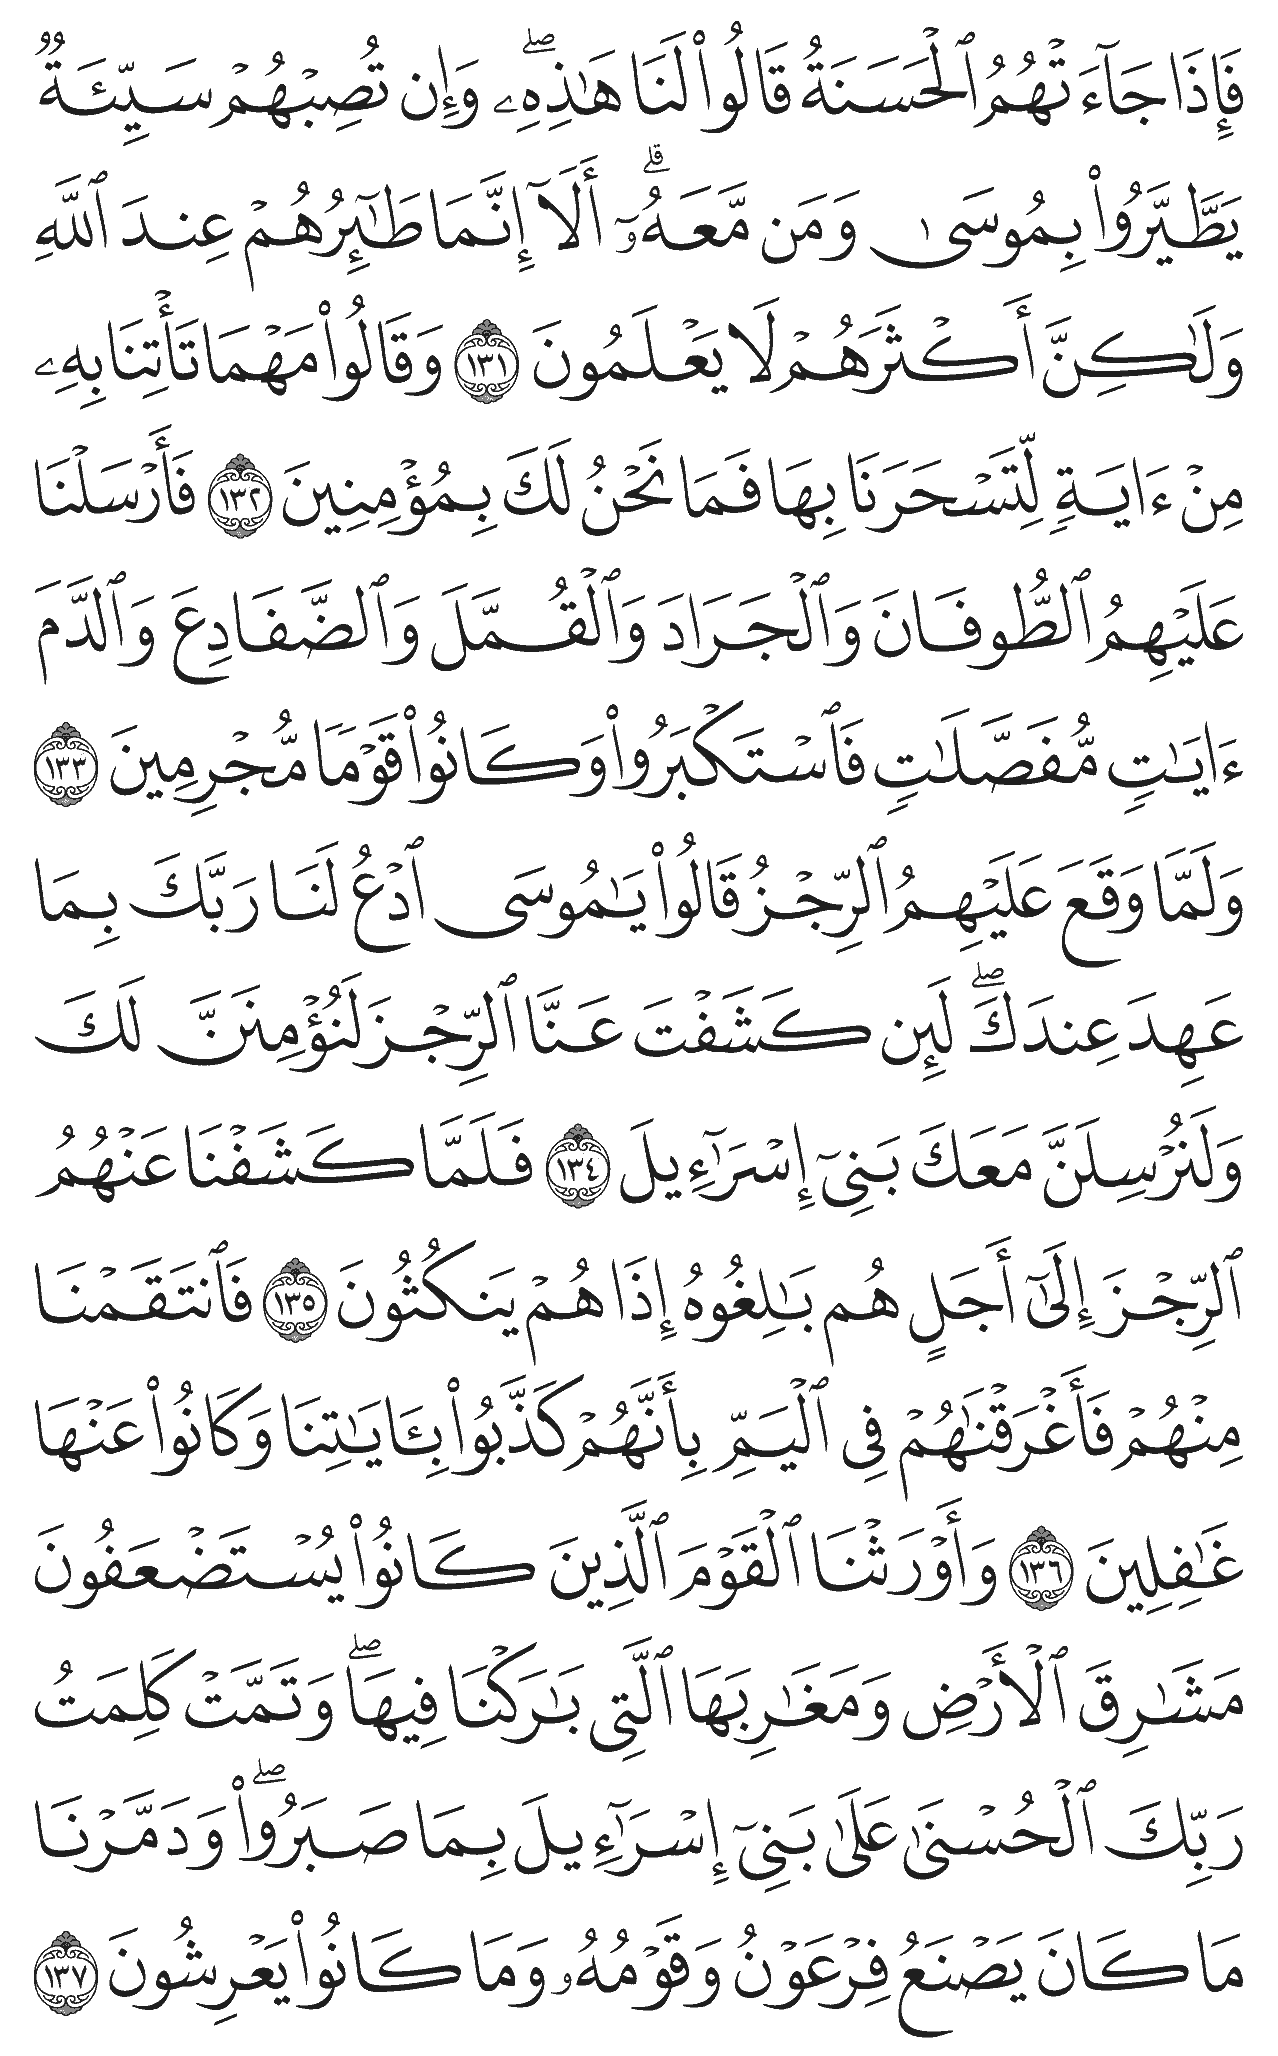 فَإِذَا جَآءَتْهُمُ ٱلْحَسَنَةُ قَالُوا۟ لَنَا هَـٰذِهِۦ ۖ وَإِن تُصِبْهُمْ سَيِّئَةٌ
يَطَّيَّرُوا۟ بِمُوسَىٰ وَمَن مَّعَهُۥٓ ۗ أَلَآ إِنَّمَا طَـٰٓئِرُهُمْ عِندَ ٱللَّهِ
وَلَـٰكِنَّ أَكْثَرَهُمْ لَا يَعْلَمُونَ ١٣١ وَقَالُوا۟ مَهْمَا تَأْتِنَا بِهِۦ
مِنْ ءَايَةٍ لِّتَسْحَرَنَا بِهَا فَمَا نَحْنُ لَكَ بِمُؤْمِنِينَ ١٣٢ فَأَرْسَلْنَا
عَلَيْهِمُ ٱلطُّوفَانَ وَٱلْجَرَادَ وَٱلْقُمَّلَ وَٱلضَّفَادِعَ وَٱلدَّمَ
ءَايَـٰتٍ مُّفَصَّلَـٰتٍ فَٱسْتَكْبَرُوا۟ وَكَانُوا۟ قَوْمًا مُّجْرِمِينَ ١٣٣
وَلَمَّا وَقَعَ عَلَيْهِمُ ٱلرِّجْزُ قَالُوا۟ يَـٰمُوسَى ٱدْعُ لَنَا رَبَّكَ بِمَا
عَهِدَ عِندَكَ ۖ لَئِن كَشَفْتَ عَنَّا ٱلرِّجْزَ لَنُؤْمِنَنَّ لَكَ
وَلَنُرْسِلَنَّ مَعَكَ بَنِىٓ إِسْرَٰٓءِيلَ ١٣٤ فَلَمَّا كَشَفْنَا عَنْهُمُ
ٱلرِّجْزَ إِلَىٰٓ أَجَلٍ هُم بَـٰلِغُوهُ إِذَا هُمْ يَنكُثُونَ ١٣٥ فَٱنتَقَمْنَا
مِنْهُمْ فَأَغْرَقْنَـٰهُمْ فِى ٱلْيَمِّ بِأَنَّهُمْ كَذَّبُوا۟ بِـَٔايَـٰتِنَا وَكَانُوا۟ عَنْهَا
غَـٰفِلِينَ ١٣٦ وَأَوْرَثْنَا ٱلْقَوْمَ ٱلَّذِينَ كَانُوا۟ يُسْتَضْعَفُونَ
مَشَـٰرِقَ ٱلْأَرْضِ وَمَغَـٰرِبَهَا ٱلَّتِى بَـٰرَكْنَا فِيهَا ۖ وَتَمَّتْ كَلِمَتُ
رَبِّكَ ٱلْحُسْنَىٰ عَلَىٰ بَنِىٓ إِسْرَٰٓءِيلَ بِمَا صَبَرُوا۟ ۖ وَدَمَّرْنَا
مَا كَانَ يَصْنَعُ فِرْعَوْنُ وَقَوْمُهُۥ وَمَا كَانُوا۟ يَعْرِشُونَ ١٣٧